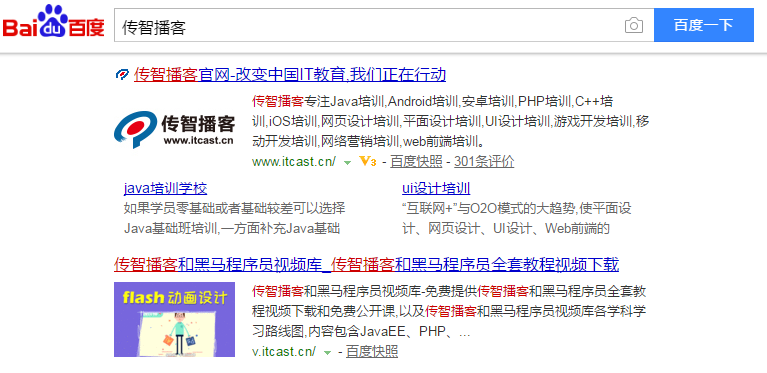 Bai du 百度
传智播客
百度一下
传智播客官网-改变中国IT教育,我们正在行动
传智播客
www.itcast.cn
传智播客专注Java培训,Android培训,安卓培训,PHP培训,C++培
训,iOS培训,网页设计培训,平面设计培训,UI设计培训,游戏开发培训,移
动开发培训,网络营销培训,web前端培训。
www.itcast.cn/ V3 - 百度快照 - 301条评价
java培训学校
如果学员零基础或者基础较差可以选择
Java基础班培训,一方面补充Java基础
ui设计培训
“互联网+”与O2O模式的大趋势,使平面设
计、网页设计、UI设计、Web前端的
传智播客和黑马程序员视频库_传智播客和黑马程序员全套教程视频下载
flash 动画设计
传智播客和黑马程序员视频库-免费提供传智播客和黑马程序员全套教
程视频下载和免费公开课,以及传智播客和黑马程序员视频库各学科学
习路线图,内容包含JavaEE、PHP、...
v.itcast.cn/ - 百度快照